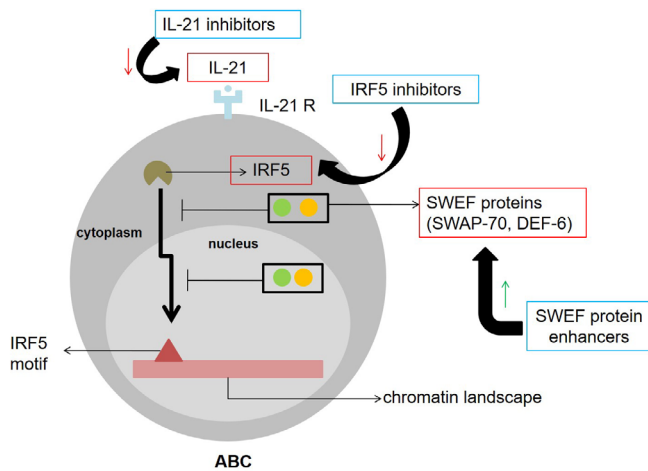 IL-21 inhibitors
IL-21
IL-21 R
IRF5 inhibitors
IRF5
SWEF proteins
(SWAP-70, DEF-6)
cytoplasm
nucleus
SWEF protein
enhancers
IRF5
motif
chromatin landscape
ABC